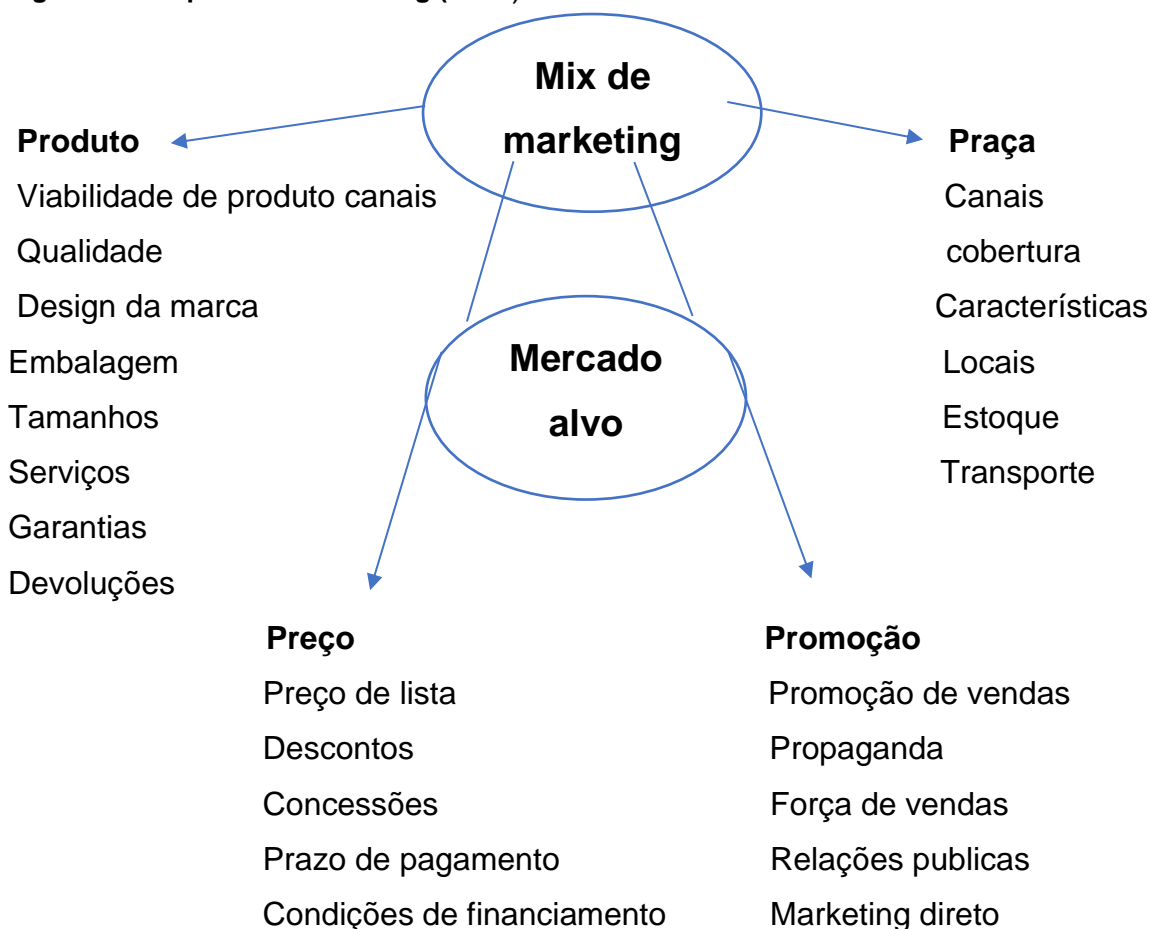 Mix de
marketing
Produto
Viabilidade de produto canais
Qualidade
Design da marca
Embalagem
Tamanhos
Serviços
Garantias
Devoluções
Mercado
alvo
Praça
Canais
cobertura
Características
Locais
Estoque
Transporte
Preço
Preço de lista
Descontos
Concessões
Prazo de pagamento
Condições de financiamento
Promoção
Promoção de vendas
Propaganda
Força de vendas
Relações publicas
Marketing direto